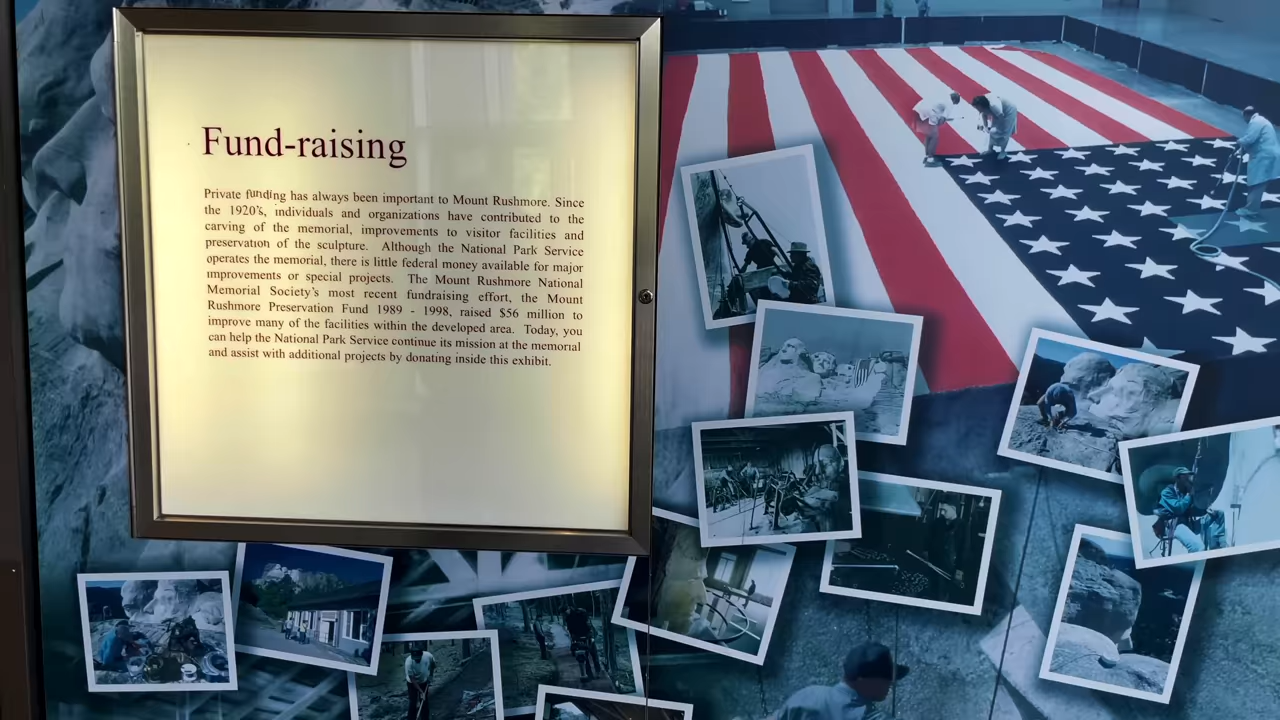 Fund-raising
Private funding has always been important to Mount Rushmore. Since
the 1920's, individuals and organizations have contributed to the
carving of the memorial, improvements to visitor facilities and
preservation of the sculpture. Although the National Park Service
operates the memorial, there is little federal money available for major
improvements or special projects. The Mount Rushmore National
Memorial Society's most recent fundraising effort, the Mount
Rushmore Preservation Fund 1989 - 1998, raised $56 million to
improve many of the facilities within the developed area. Today, you
can help the National Park Service continue its mission at the memorial
and assist with additional projects by donating inside this exhibit.